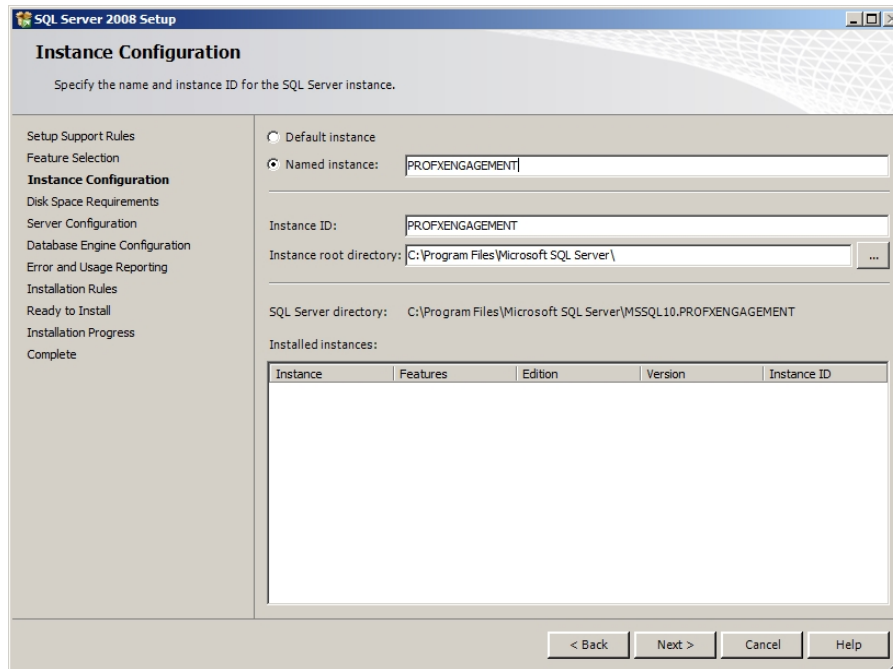 SQL Server 2008 Setup
Instance Configuration
Specify the name and instance ID for the SQL Server instance.
Setup Support Rules
Feature Selection
Instance Configuration
Disk Space Requirements
Server Configuration
Database Engine Configuration
Error and Usage Reporting
Installation Rules
Ready to Install
Installation Progress
Complete
Default instance
Named instance: PROFXENGAGEMENT
Instance ID: PROFXENGAGEMENT
Instance root directory: C:\Program Files\Microsoft SQL Server\ ...
SQL Server directory: C:\Program Files\Microsoft SQL Server\MSSQL10.PROFXENGAGEMENT
Installed instances:
Instance Features Edition Version Instance ID
< Back Next > Cancel Help